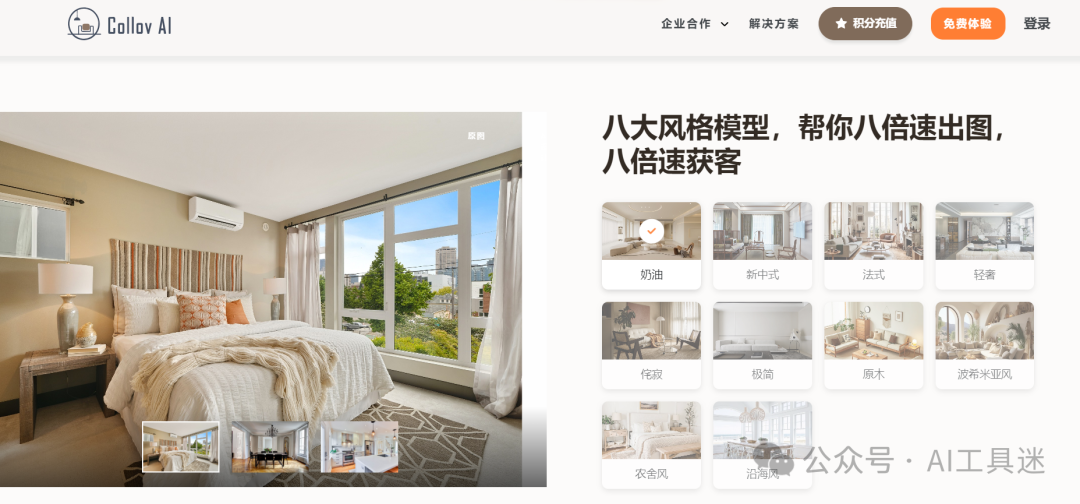 Collov AI
企业合作
解决方案
积分充值
免费体验
登录
原图
八大风格模型，帮你八倍速出图，
八倍速获客
奶油
新中式
法式
轻奢
侘寂
极简
原木
波希米亚风
农舍风
沿海风
公众号 · AI工具迷